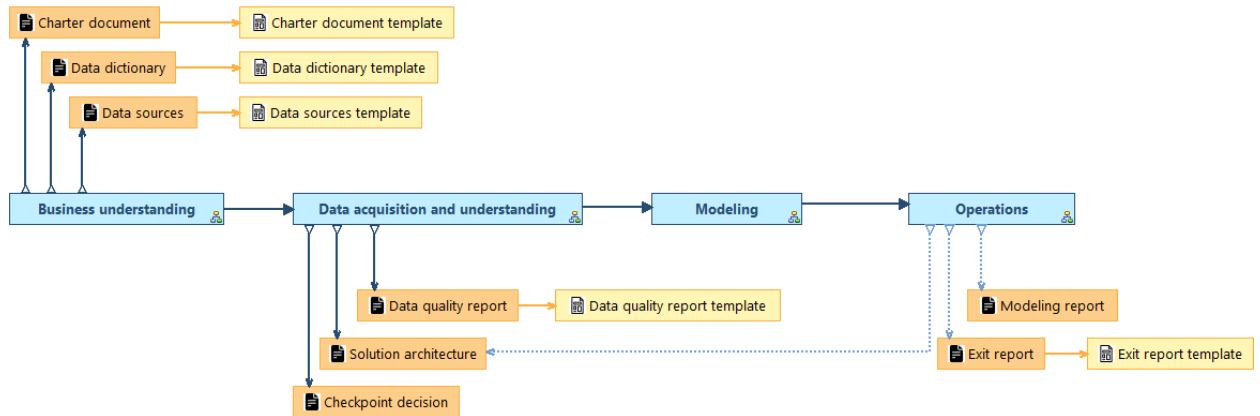 Charter document
Charter document template
Data dictionary
Data dictionary template
Data sources
Data sources template
Business understanding
Data acquisition and understanding
Modeling
Operations
Data quality report
Data quality report template
Modeling report
Solution architecture
Exit report
Exit report template
Checkpoint decision